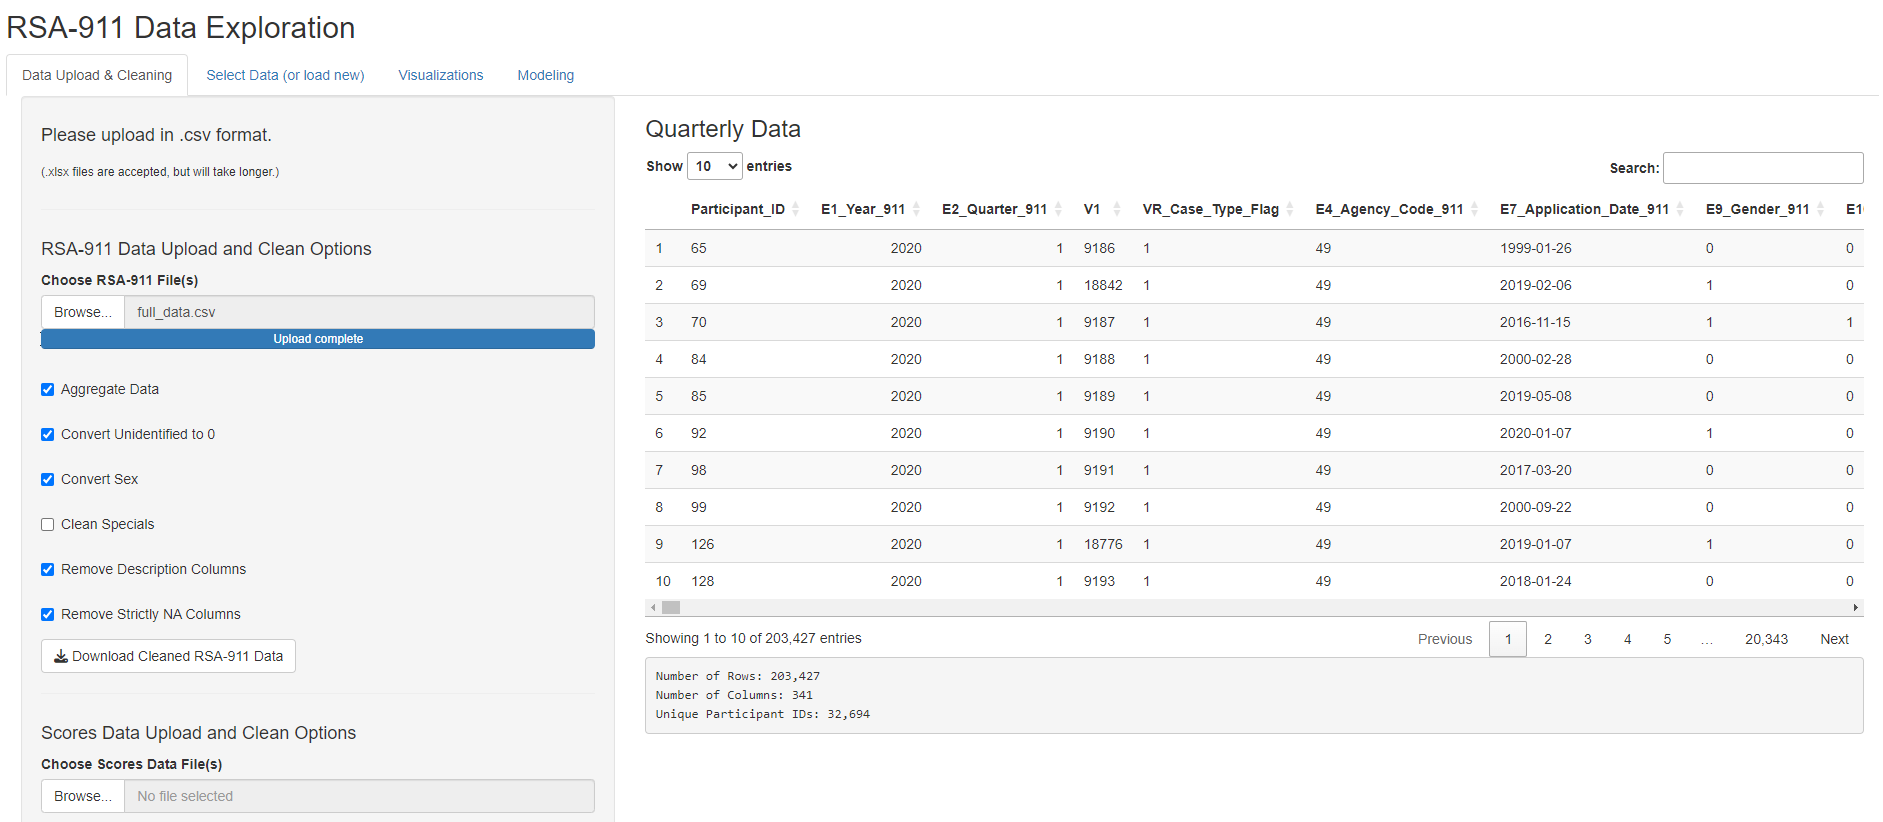 RSA-911 Data Exploration
Data Upload & Cleaning Select Data (or load new) Visualizations Modeling
Please upload in .csv format.
(.xlsx files are accepted, but will take longer.)
RSA-911 Data Upload and Clean Options
Choose RSA-911 File(s)
Browse... full_data.csv
Upload complete
Aggregate Data
Convert Unidentified to 0
Convert Sex
Clean Specials
Remove Description Columns
Remove Strictly NA Columns
Download Cleaned RSA-911 Data
Scores Data Upload and Clean Options
Choose Scores Data File(s)
Browse... No file selected
Quarterly Data
Show 10 entries Search:
Participant_ID E1_Year_911 E2_Quarter_911 V1 VR_Case_Type_Flag E4_Agency_Code_911 E7_Application_Date_911 E9_Gender_911
1 65 2020 1 9186 1 49 1999-01-26 0 0
2 69 2020 1 18842 1 49 2019-02-06 1 0
3 70 2020 1 9187 1 49 2016-11-15 1 1
4 84 2020 1 9188 1 49 2000-02-28 0 0
5 85 2020 1 9189 1 49 2019-05-08 0 0
6 92 2020 1 9190 1 49 2020-01-07 1 0
7 98 2020 1 9191 1 49 2017-03-20 0 0
8 99 2020 1 9192 1 49 2000-09-22 0 0
9 126 2020 1 18776 1 49 2019-01-07 1 0
10 128 2020 1 9193 1 49 2018-01-24 0 0
Showing 1 to 10 of 203,427 entries Previous 1 2 3 4 5 … 20,343 Next
Number of Rows: 203,427
Number of Columns: 341
Unique Participant IDs: 32,694